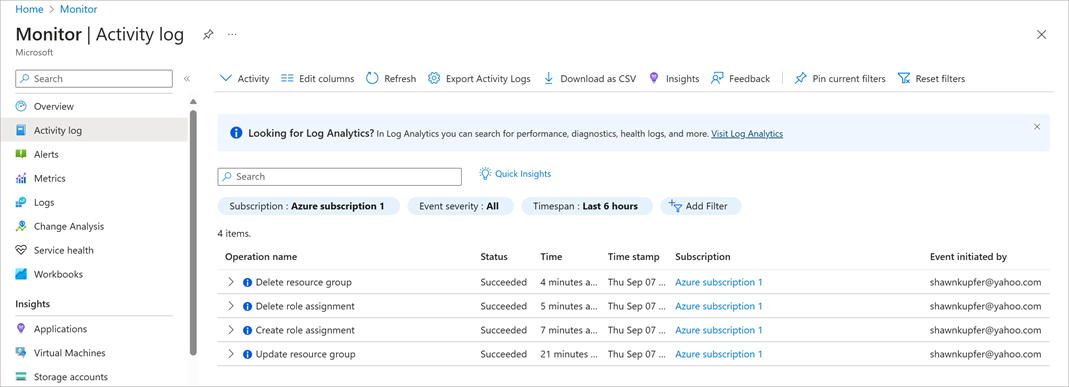 Home > Monitor
Monitor | Activity log ...
Microsoft
Search «
Overview
Activity log
Alerts
Metrics
Logs
Change Analysis
Service health
Workbooks
Insights
Applications
Virtual Machines
Storage accounts
Activity Edit columns Refresh Export Activity Logs Download as CSV Insights Feedback Pin current filters Reset filters
Looking for Log Analytics? In Log Analytics you can search for performance, diagnostics, health logs, and more. Visit Log Analytics
Search Quick Insights
Subscription : Azure subscription 1 Event severity : All Timespan : Last 6 hours Add Filter
4 items.
Operation name Status Time Time stamp Subscription Event initiated by
Delete resource group Succeeded 4 minutes a... Thu Sep 07 ... Azure subscription 1 shawnkupfer@yahoo.com
Delete role assignment Succeeded 5 minutes a... Thu Sep 07 ... Azure subscription 1 shawnkupfer@yahoo.com
Create role assignment Succeeded 7 minutes a... Thu Sep 07 ... Azure subscription 1 shawnkupfer@yahoo.com
Update resource group Succeeded 21 minutes ... Thu Sep 07 ... Azure subscription 1 shawnkupfer@yahoo.com